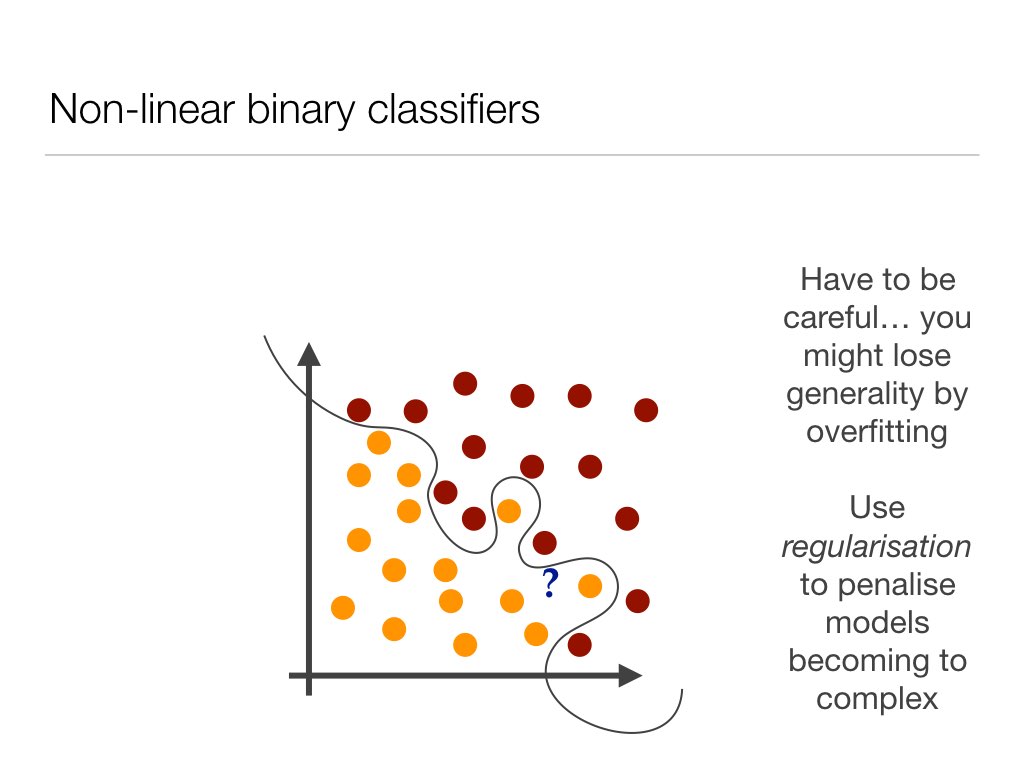 Non-linear binary classifiers
Have to be
careful… you
might lose
generality by
overfitting
Use
regularisation
to penalise
models
becoming to
complex
?